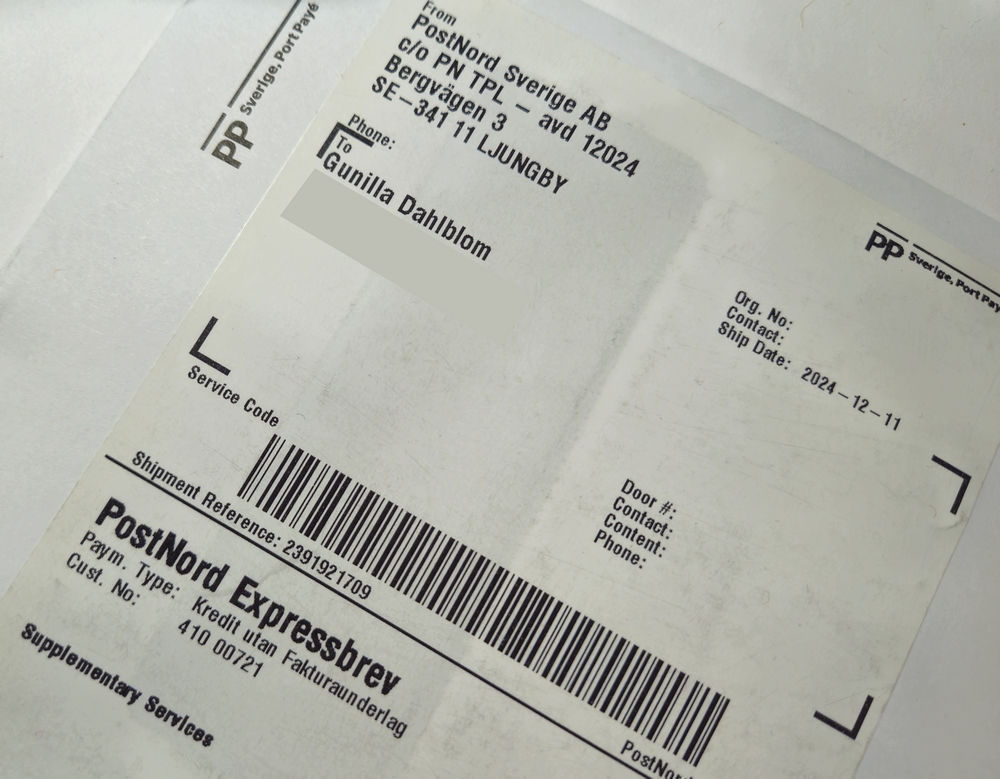 PP Sverige, Port Payé
From
PostNord Sverige AB
c/o PN TPL – avd 12024
Bergvägen 3
SE–341 11 LJUNGBY
Phone:
To
Gunilla Dahlblom
PP Sverige, Port Pay
Org. No:
Contact:
Ship Date: 2024–12–11
Service Code
Door #:
Contact:
Content:
Phone:
Shipment Reference: 2391921709
PostNord Expressbrev
Paym. Type: Kredit utan Fakturaunderlag
Cust. No: 410 00721
Supplementary Services
PostNor